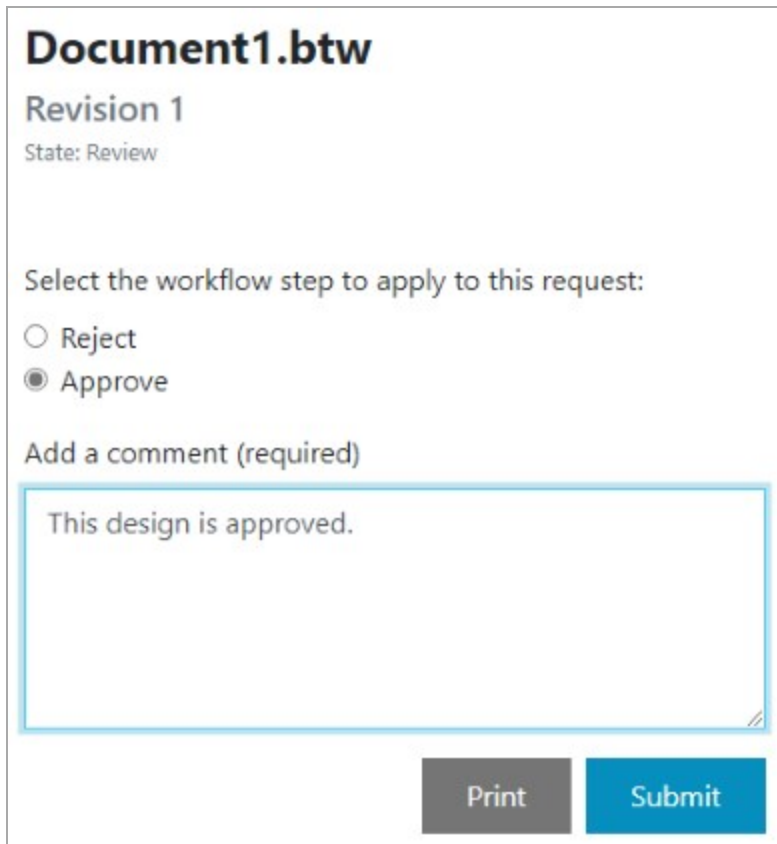 Document1.btw
Revision 1
State: Review
Select the workflow step to apply to this request:
Reject
Approve
Add a comment (required)
This design is approved.
Print Submit